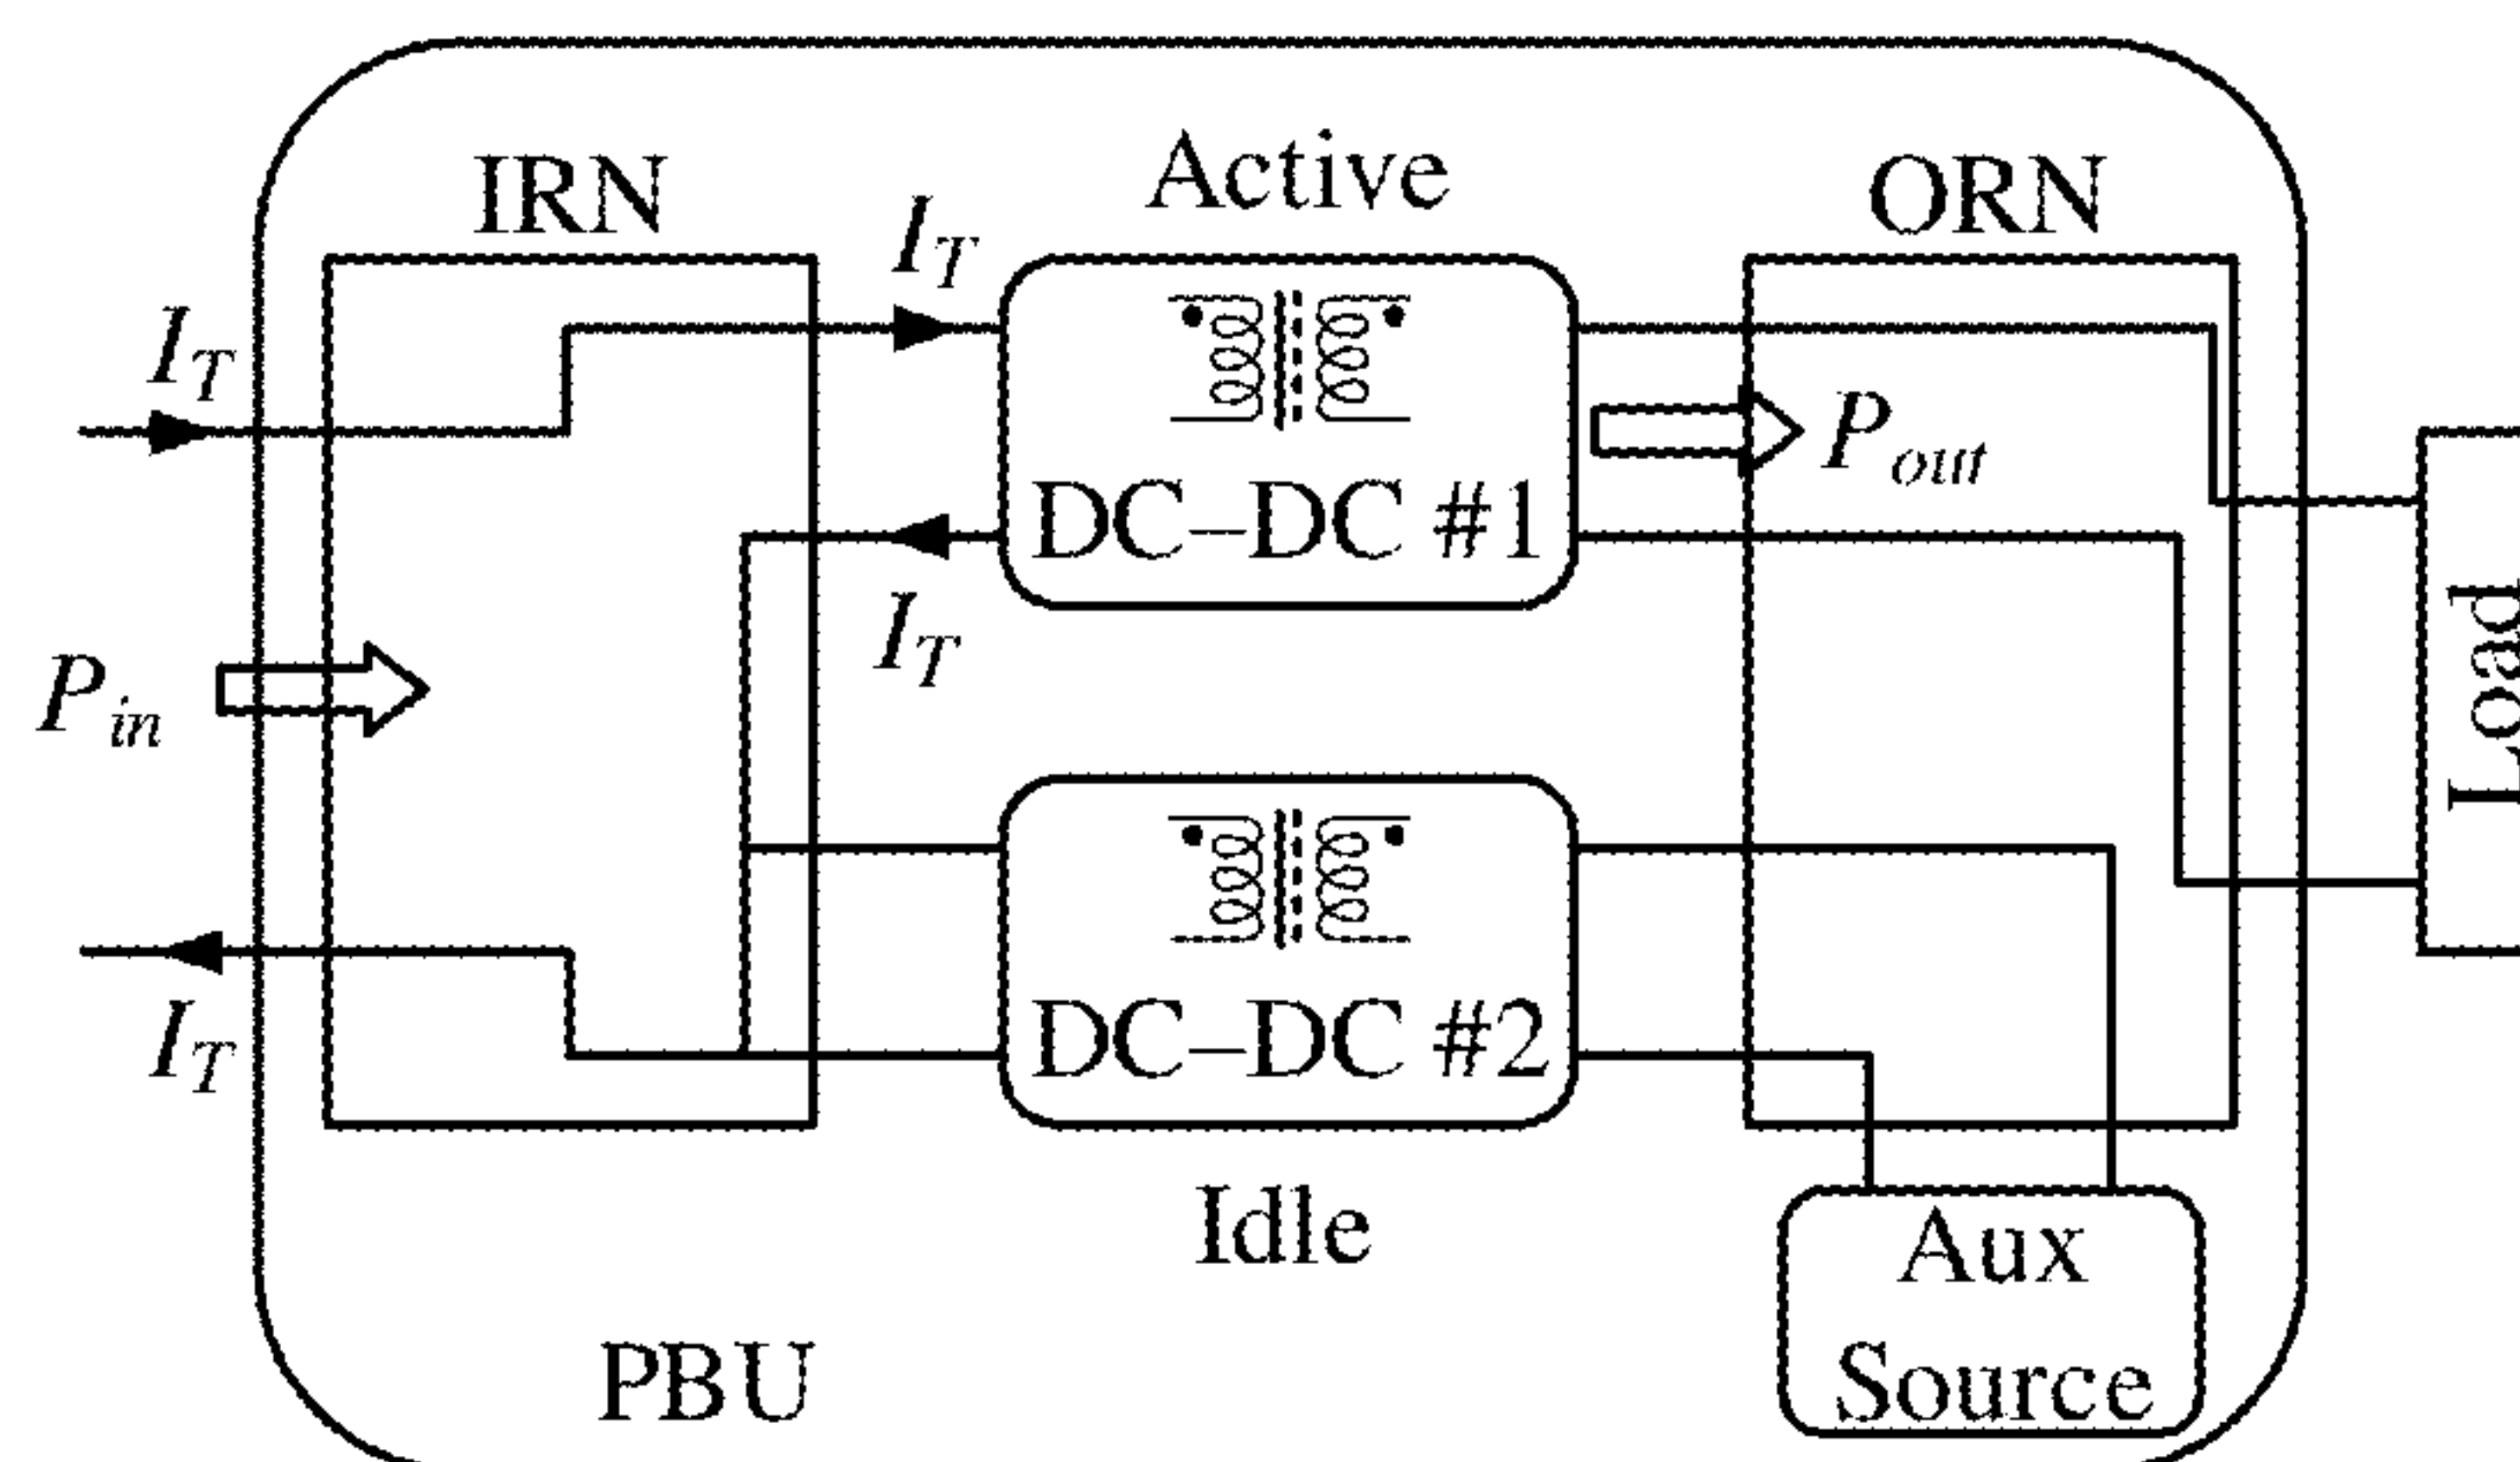 IRN
Active
ORN
I_T
I_T
DC–DC #1
P_out
I_T
P_in
Load
DC–DC #2
I_T
Idle
Aux
Source
PBU